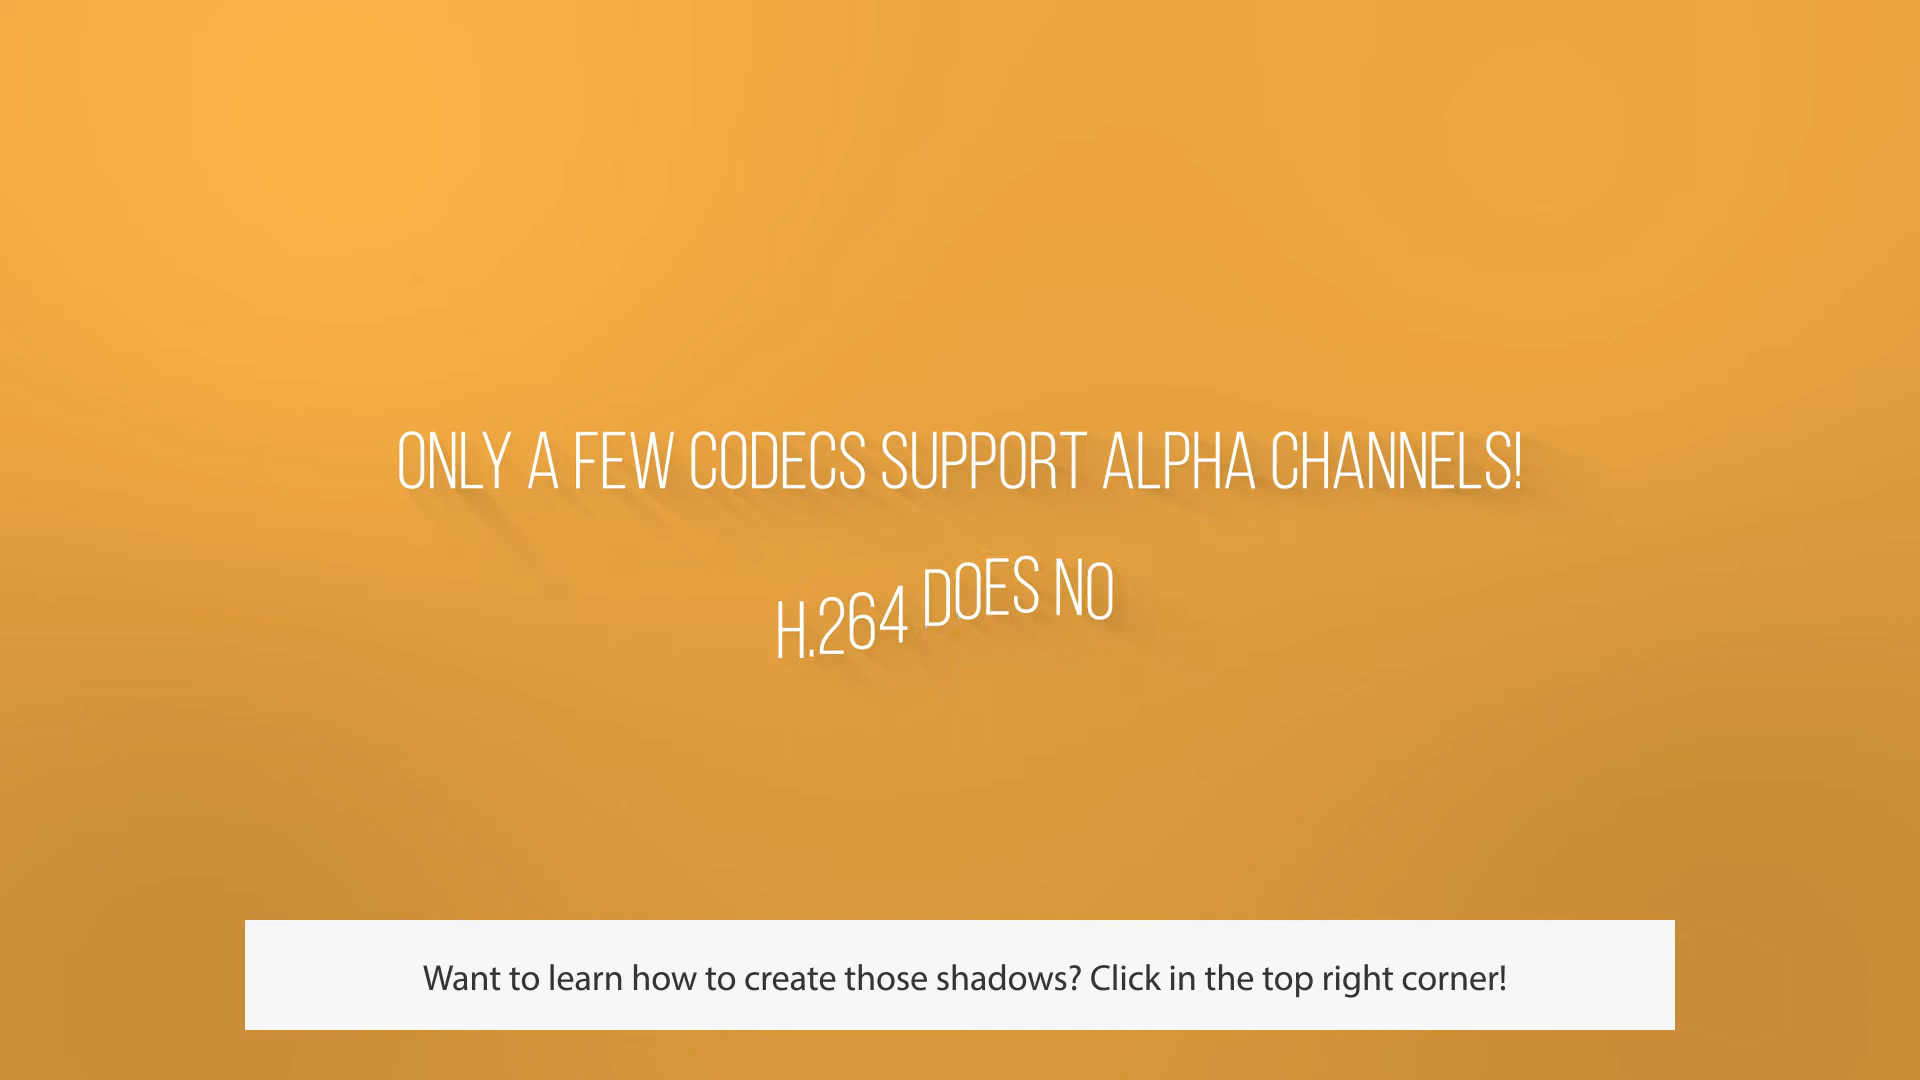 ONLY A FEW CODECS SUPPORT ALPHA CHANNELS!
H.264 DOES NO
Want to learn how to create those shadows? Click in the top right corner!